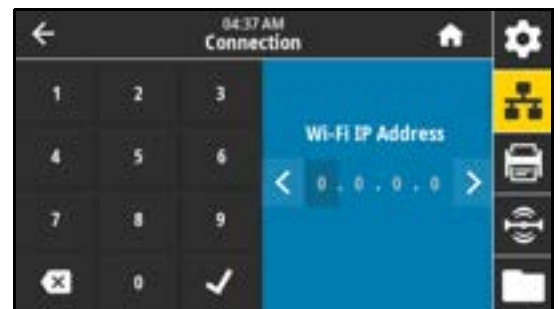 04:37 AM
Connection
1 2 3
4 5 6
7 8 9
0
Wi-Fi IP Address
0 . 0 . 0 . 0